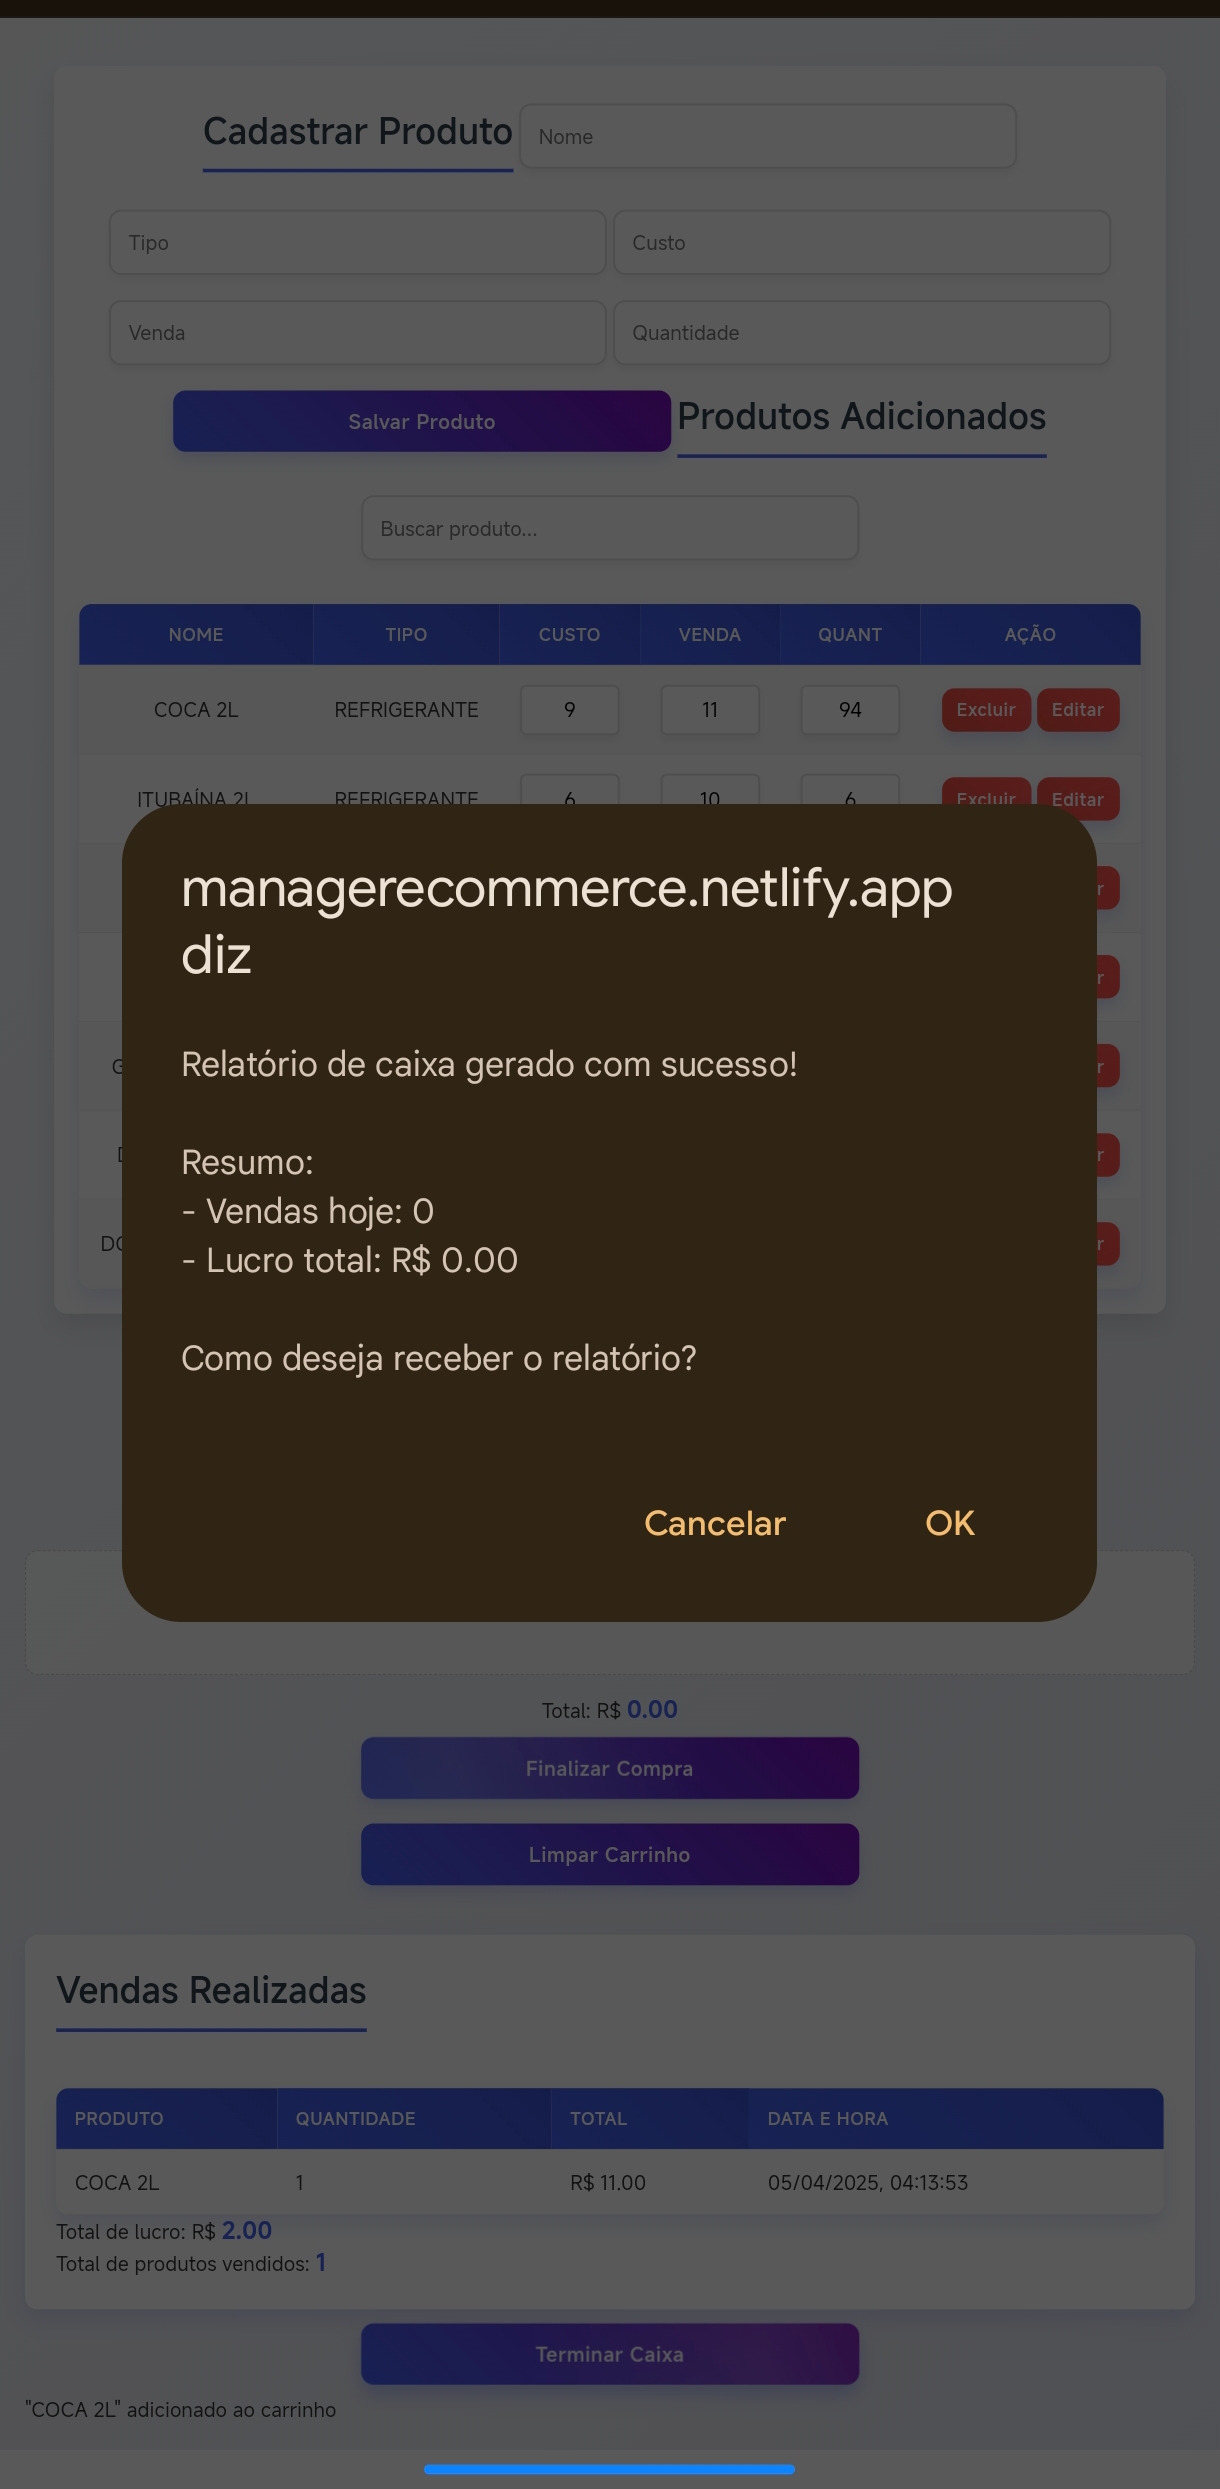 Cadastrar Produto Nome
Tipo Custo
Venda Quantidade
Salvar Produto Produtos Adicionados
Buscar produto...
NOME TIPO CUSTO VENDA QUANT AÇÃO
COCA 2L REFRIGERANTE 9 11 94 Excluir Editar
ITUBAÍNA 2L REFRIGERANTE 6 10 6 Excluir Editar
managerecommerce.netlify.app
diz
Relatório de caixa gerado com sucesso!
Resumo:
- Vendas hoje: 0
- Lucro total: R$ 0.00
Como deseja receber o relatório?
Cancelar OK
Total: R$ 0.00
Finalizar Compra
Limpar Carrinho
Vendas Realizadas
PRODUTO QUANTIDADE TOTAL DATA E HORA
COCA 2L 1 R$ 11.00 05/04/2025, 04:13:53
Total de lucro: R$ 2.00
Total de produtos vendidos: 1
Terminar Caixa
"COCA 2L" adicionado ao carrinho